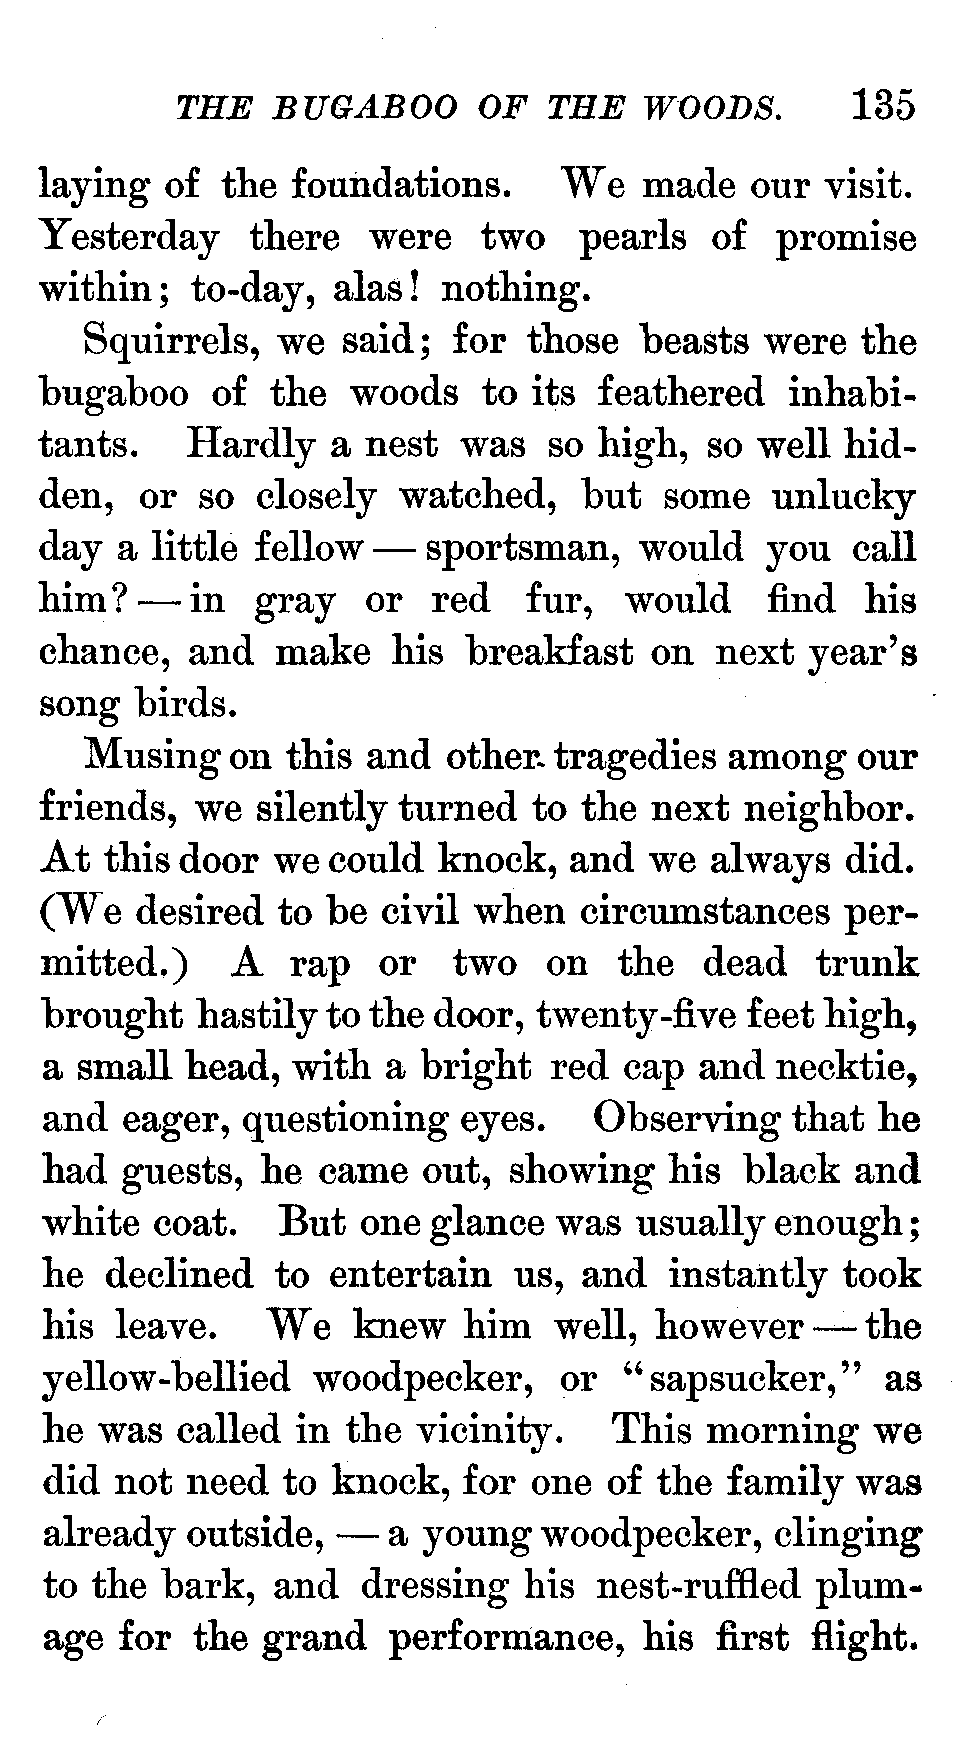 THE BUGABOO OF THE WOODS. 135
laying of the foundations. We made our visit.
Yesterday there were two pearls of promise
within; to-day, alas! nothing.
Squirrels, we said; for those beasts were the
bugaboo of the woods to its feathered inhabi-
tants. Hardly a nest was so high, so well hid-
den, or so closely watched, but some unlucky
day a little fellow — sportsman, would you call
him? — in gray or red fur, would find his
chance, and make his breakfast on next year's
song birds.
Musing on this and other tragedies among our
friends, we silently turned to the next neighbor.
At this door we could knock, and we always did.
(We desired to be civil when circumstances per-
mitted.) A rap or two on the dead trunk
brought hastily to the door, twenty-five feet high,
a small head, with a bright red cap and necktie,
and eager, questioning eyes. Observing that he
had guests, he came out, showing his black and
white coat. But one glance was usually enough;
he declined to entertain us, and instantly took
his leave. We knew him well, however — the
yellow-bellied woodpecker, or "sapsucker," as
he was called in the vicinity. This morning we
did not need to knock, for one of the family was
already outside, — a young woodpecker, clinging
to the bark, and dressing his nest-ruffled plum-
age for the grand performance, his first flight.